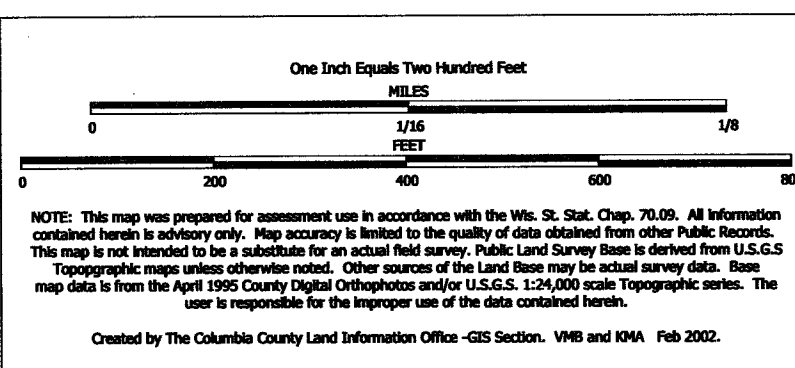 One Inch Equals Two Hundred Feet
MILES
0 1/16 1/8
FEET
0 200 400 600 80
NOTE: This map was prepared for assessment use in accordance with the Wis. St. Stat. Chap. 70.09. All information
contained herein is advisory only. Map accuracy is limited to the quality of data obtained from other Public Records.
This map is not intended to be a substitute for an actual field survey. Public Land Survey Base is derived from U.S.G.S
Topopgraphic maps unless otherwise noted. Other sources of the Land Base may be actual survey data. Base
map data is from the April 1995 County Digital Orthophotos and/or U.S.G.S. 1:24,000 scale Topographic series. The
user is responsible for the improper use of the data contained herein.
Created by The Columbia County Land Information Office -GIS Section. VMB and KMA Feb 2002.